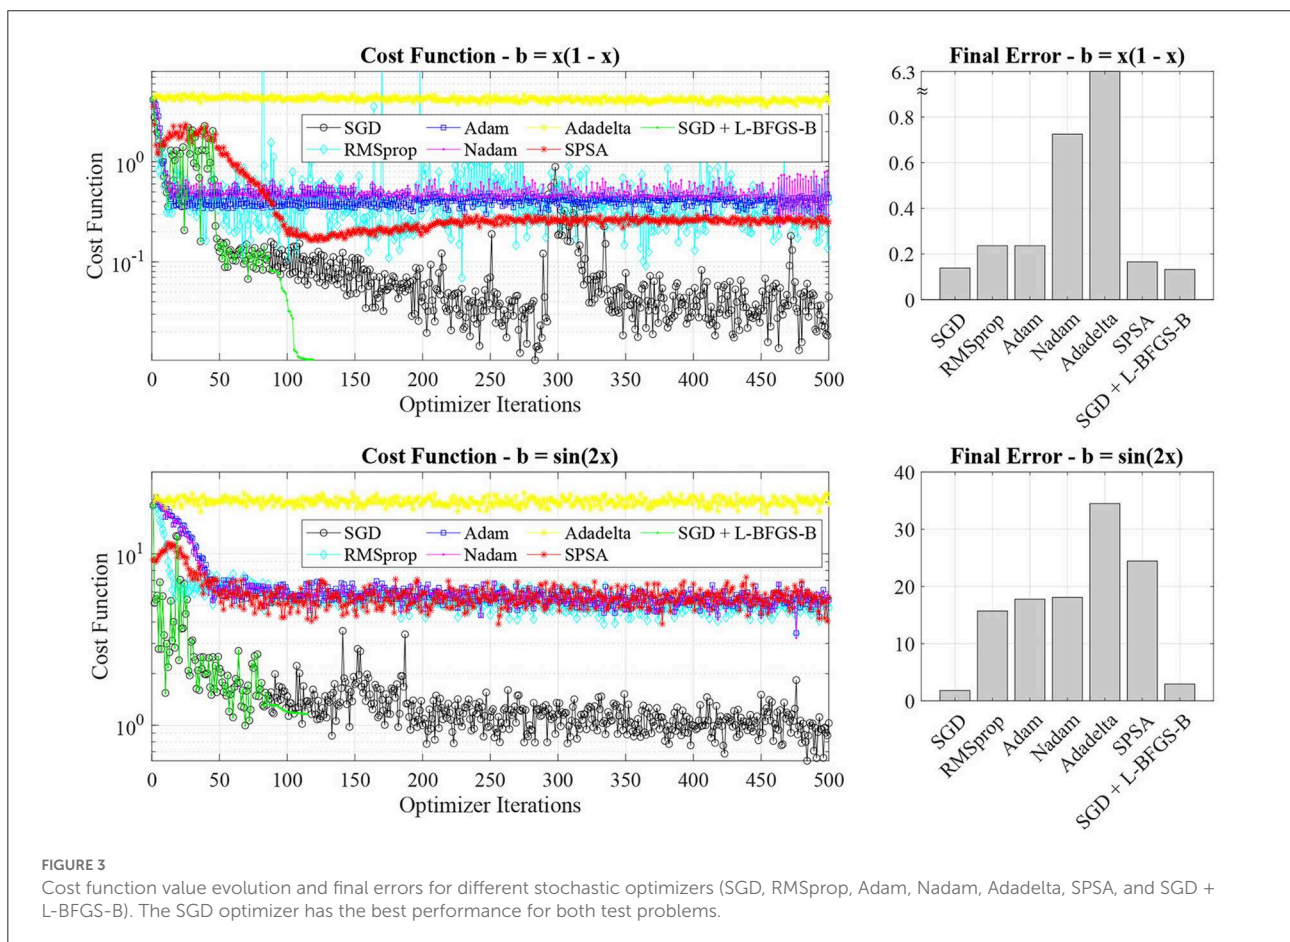 Cost Function - b = x(1 - x)
Cost Function
10^0
10^-1
SGD
Adam
Adadelta
SGD + L-BFGS-B
RMSprop
Nadam
SPSA
0 50 100 150 200 250 300 350 400 450 500
Optimizer Iterations
Final Error - b = x(1 - x)
6.3
≈
0.8
0.6
0.4
0.2
0
SGD
RMSprop
Adam
Nadam
Adadelta
SPSA
SGD + L-BFGS-B
Cost Function - b = sin(2x)
Cost Function
10^1
10^0
SGD
Adam
Adadelta
SGD + L-BFGS-B
RMSprop
Nadam
SPSA
0 50 100 150 200 250 300 350 400 450 500
Optimizer Iterations
Final Error - b = sin(2x)
40
30
20
10
0
SGD
RMSprop
Adam
Nadam
Adadelta
SPSA
SGD + L-BFGS-B
FIGURE 3
Cost function value evolution and final errors for different stochastic optimizers (SGD, RMSprop, Adam, Nadam, Adadelta, SPSA, and SGD +
L-BFGS-B). The SGD optimizer has the best performance for both test problems.